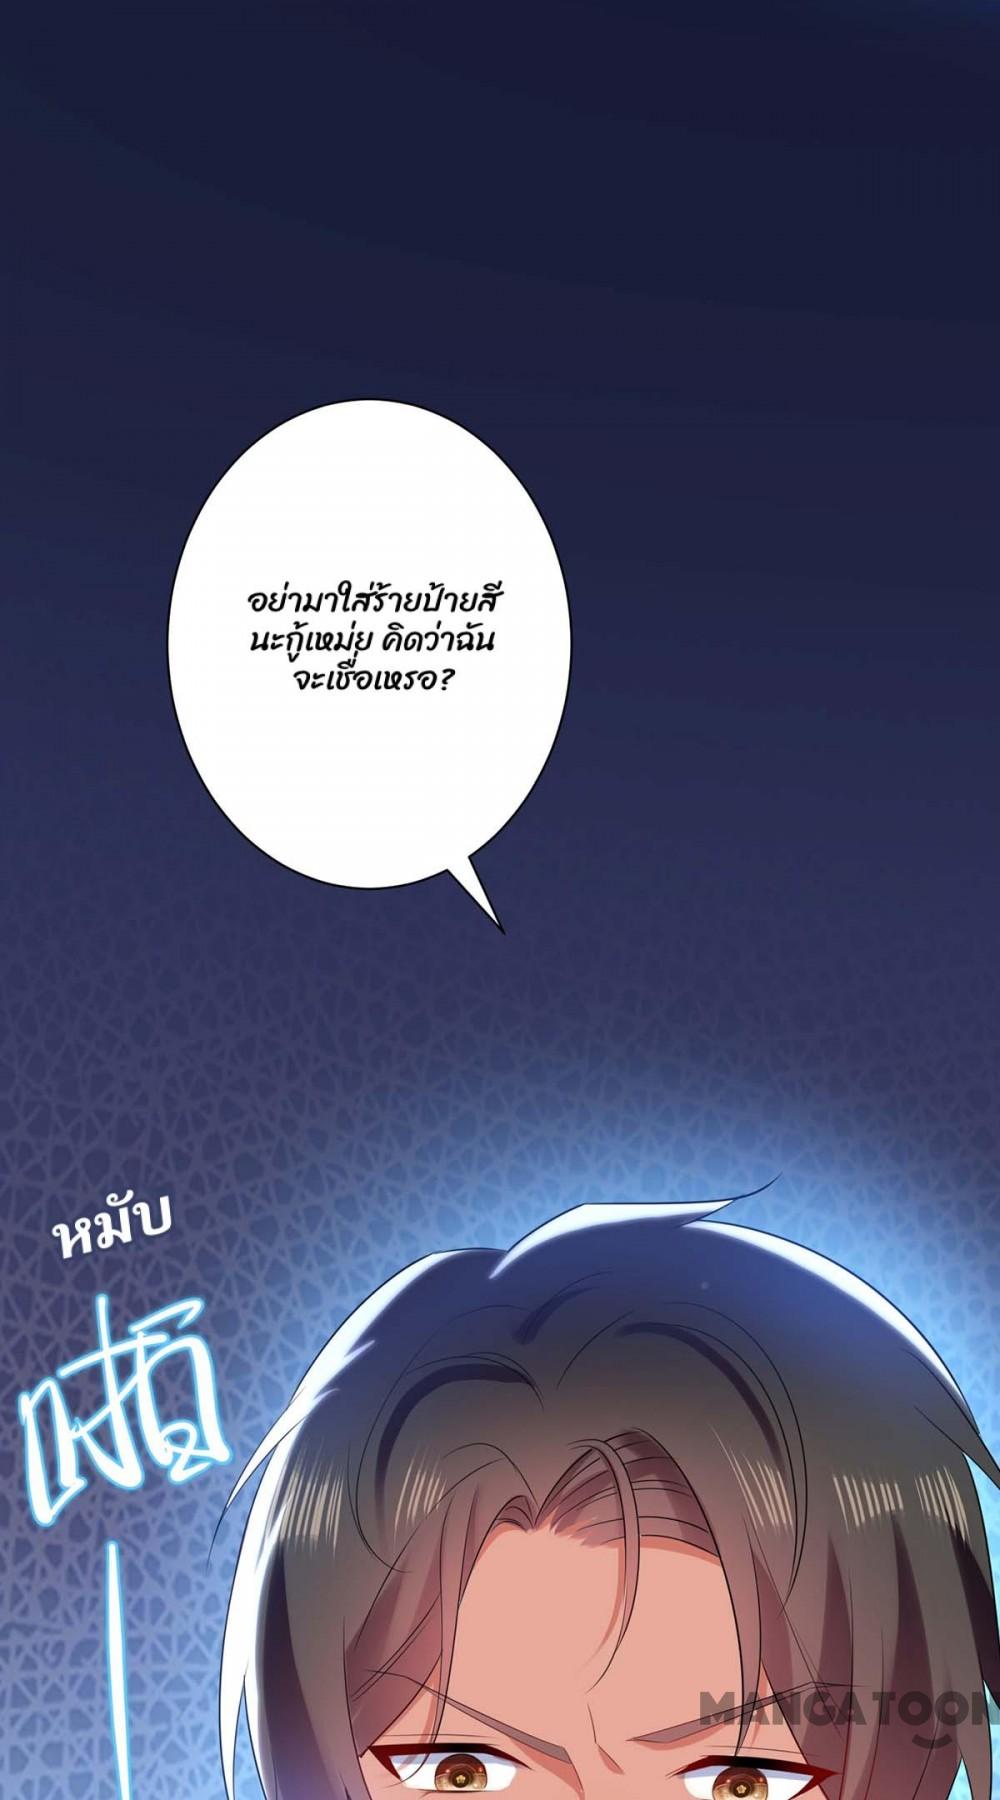 อย่ามาใส่ร้ายป้ายสี
นะกู้เหม่ย คิดว่าฉัน
จะเชื่อเหรอ?
หมับ
MANGATOON